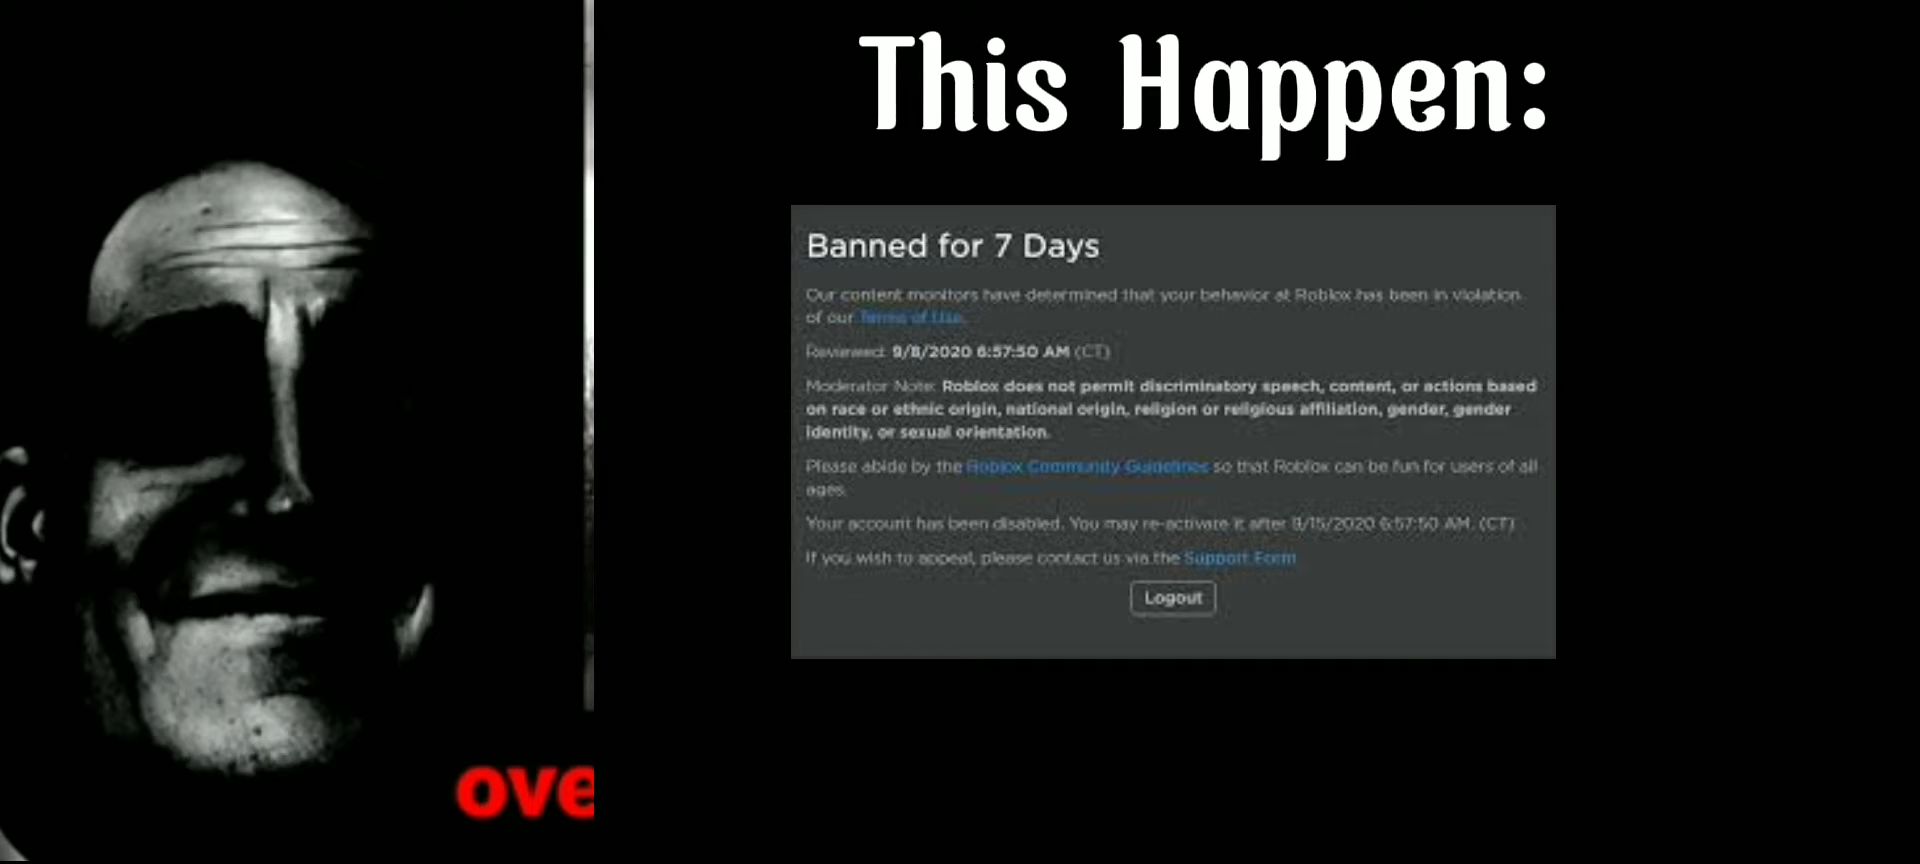 This Happen:
Banned for 7 Days
Our content monitors have determined that your behavior at Roblox has been in violation
of our Terms of Use.
Reviewed: 9/8/2020 6:57:50 AM (CT)
Moderator Note: Roblox does not permit discriminatory speech, content, or actions based
on race or ethnic origin, national origin, religion or religious affiliation, gender, gender
identity, or sexual orientation.
Please abide by the Roblox Community Guidelines so that Roblox can be fun for users of all
ages.
Your account has been disabled. You may re-activate it after 9/15/2020 6:57:50 AM. (CT)
If you wish to appeal, please contact us via the Support Form
Logout
ove